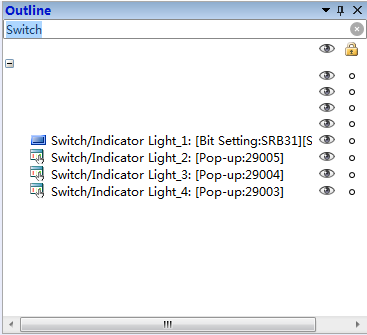 Outline
Switch
Switch/Indicator Light_1: [Bit Setting:SRB31][S
Switch/Indicator Light_2: [Pop-up:29005]
Switch/Indicator Light_3: [Pop-up:29004]
Switch/Indicator Light_4: [Pop-up:29003]